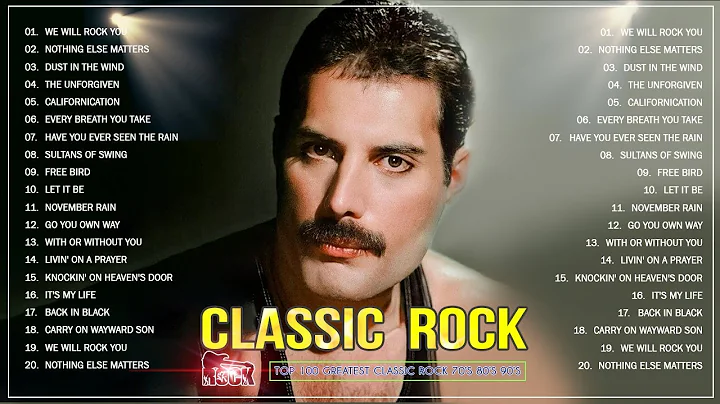 01. WE WILL ROCK YOU
02. NOTHING ELSE MATTERS
03. DUST IN THE WIND
04. THE UNFORGIVEN
05. CALIFORNICATION
06. EVERY BREATH YOU TAKE
07. HAVE YOU EVER SEEN THE RAIN
08. SULTANS OF SWING
09. FREE BIRD
10. LET IT BE
11. NOVEMBER RAIN
12. GO YOU OWN WAY
13. WITH OR WITHOUT YOU
14. LIVIN' ON A PRAYER
15. KNOCKIN' ON HEAVEN'S DOOR
16. IT'S MY LIFE
17. BACK IN BLACK
18. CARRY ON WAYWARD SON
19. WE WILL ROCK YOU
20. NOTHING ELSE MATTERS
01. WE WILL ROCK YOU
02. NOTHING ELSE MATTERS
03. DUST IN THE WIND
04. THE UNFORGIVEN
05. CALIFORNICATION
06. EVERY BREATH YOU TAKE
07. HAVE YOU EVER SEEN THE RAIN
08. SULTANS OF SWING
09. FREE BIRD
10. LET IT BE
11. NOVEMBER RAIN
12. GO YOU OWN WAY
13. WITH OR WITHOUT YOU
14. LIVIN' ON A PRAYER
15. KNOCKIN' ON HEAVEN'S DOOR
16. IT'S MY LIFE
17. BACK IN BLACK
18. CARRY ON WAYWARD SON
19. WE WILL ROCK YOU
20. NOTHING ELSE MATTERS
CLASSIC ROCK
ROCK
TOP 100 GREATEST CLASSIC ROCK 70'S 80'S 90'S